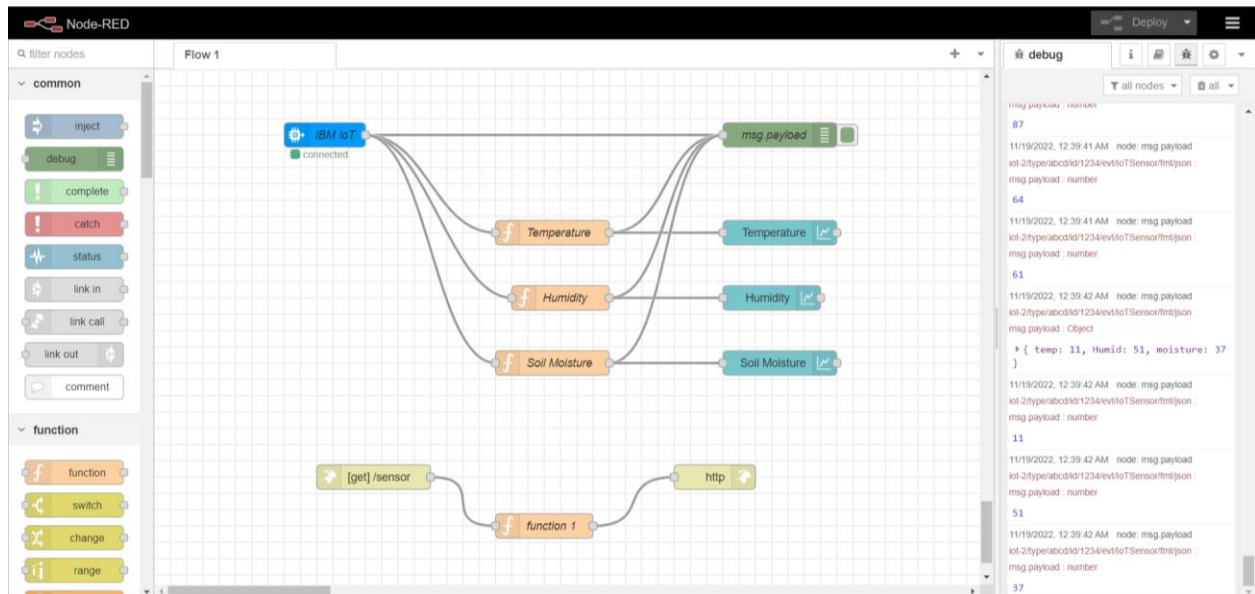 Node-RED
Deploy
filter nodes
Flow 1
debug
i
common
all nodes
all
inject
debug
complete
catch
status
link in
link call
link out
comment
function
function
switch
change
range
IBM IoT
connected
msg.payload
Temperature
Temperature
Humidity
Humidity
Soil Moisture
Soil Moisture
[get] /sensor
http
function 1
msg.payload : number
87
11/19/2022, 12:39:41 AM node: msg.payload
iot-2/type/abcd/id/1234/evt/IoTSensor/fmt/json :
msg.payload : number
64
11/19/2022, 12:39:41 AM node: msg.payload
iot-2/type/abcd/id/1234/evt/IoTSensor/fmt/json :
msg.payload : number
61
11/19/2022, 12:39:42 AM node: msg.payload
iot-2/type/abcd/id/1234/evt/IoTSensor/fmt/json :
msg.payload : Object
{ temp: 11, Humid: 51, moisture: 37
}
11/19/2022, 12:39:42 AM node: msg.payload
iot-2/type/abcd/id/1234/evt/IoTSensor/fmt/json :
msg.payload : number
11
11/19/2022, 12:39:42 AM node: msg.payload
iot-2/type/abcd/id/1234/evt/IoTSensor/fmt/json :
msg.payload : number
51
11/19/2022, 12:39:42 AM node: msg.payload
iot-2/type/abcd/id/1234/evt/IoTSensor/fmt/json :
msg.payload : number
37